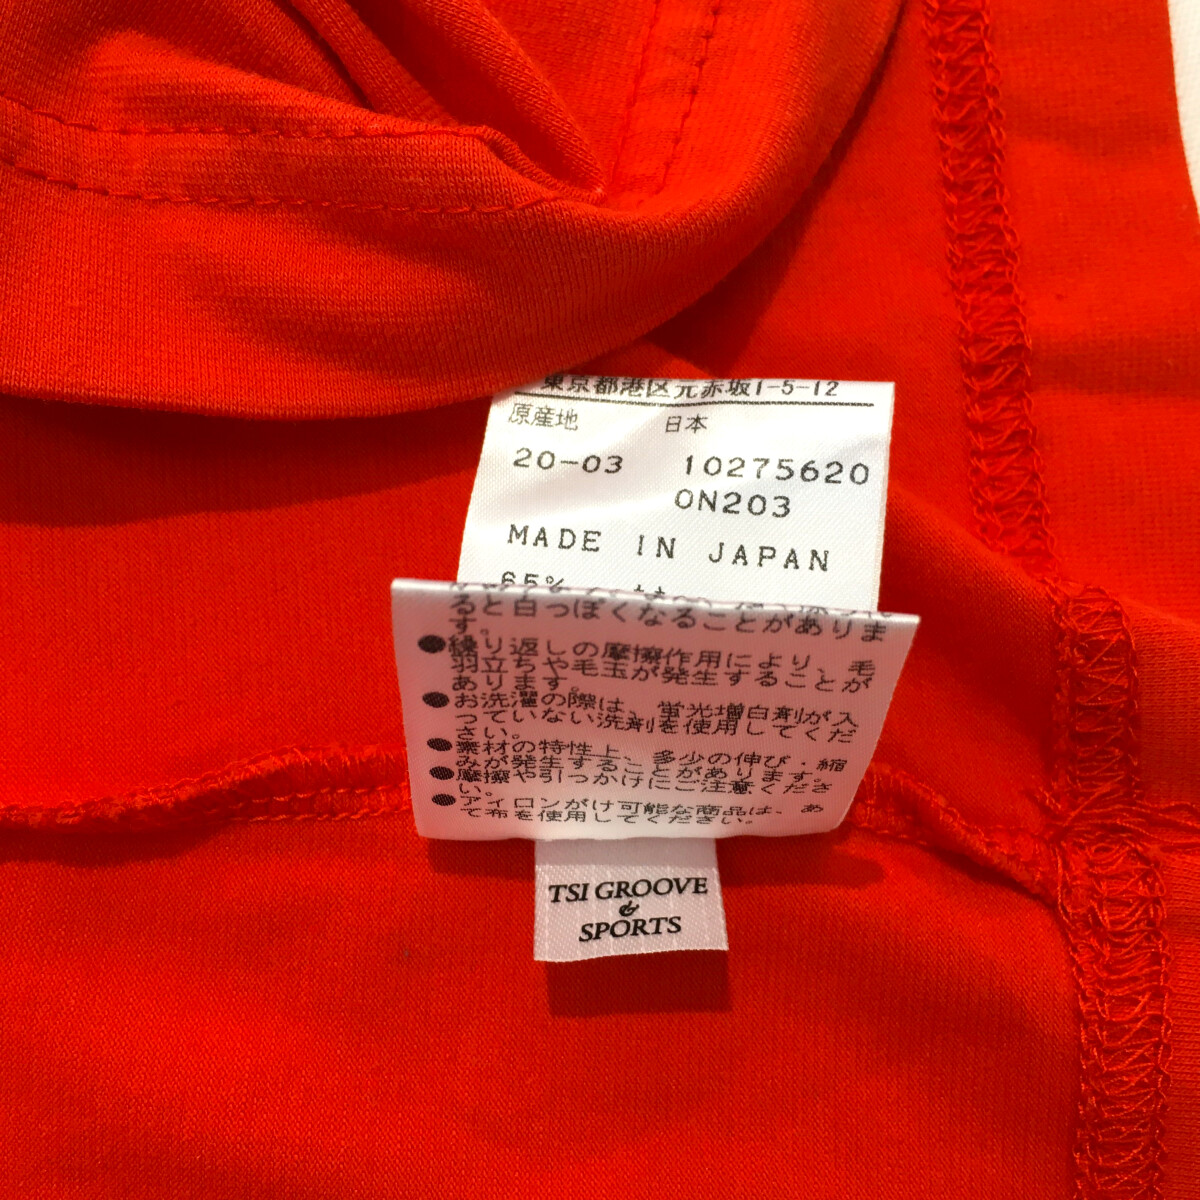 東京都港区元赤坂1-5-12
原産地 日本
20-03 10275620
0N203
MADE IN JAPAN
65%
ると白っぽくなることがありま
す。
●繰り返しの摩擦作用により、毛
羽立ちや毛玉が発生することが
あります。
●お洗濯の際は、蛍光増白剤が入
っていない洗剤を使用してくだ
さい。
●素材の特性上、多少の伸び・縮
みが発生することがあります。
●摩擦や引っかけにご注意くださ
い。
●アイロンがけ可能な商品は、あ
て布を使用してください。
TSI GROOVE
&
SPORTS